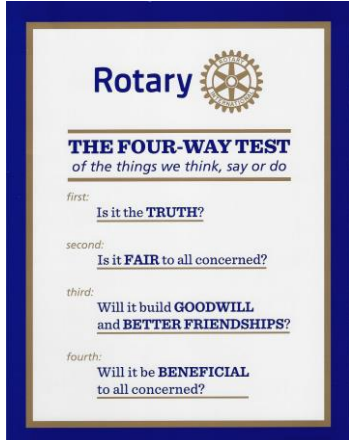 Rotary
ROTARY
INTERNATIONAL
THE FOUR-WAY TEST
of the things we think, say or do
first:
Is it the TRUTH?
second:
Is it FAIR to all concerned?
third:
Will it build GOODWILL
and BETTER FRIENDSHIPS?
fourth:
Will it be BENEFICIAL
to all concerned?